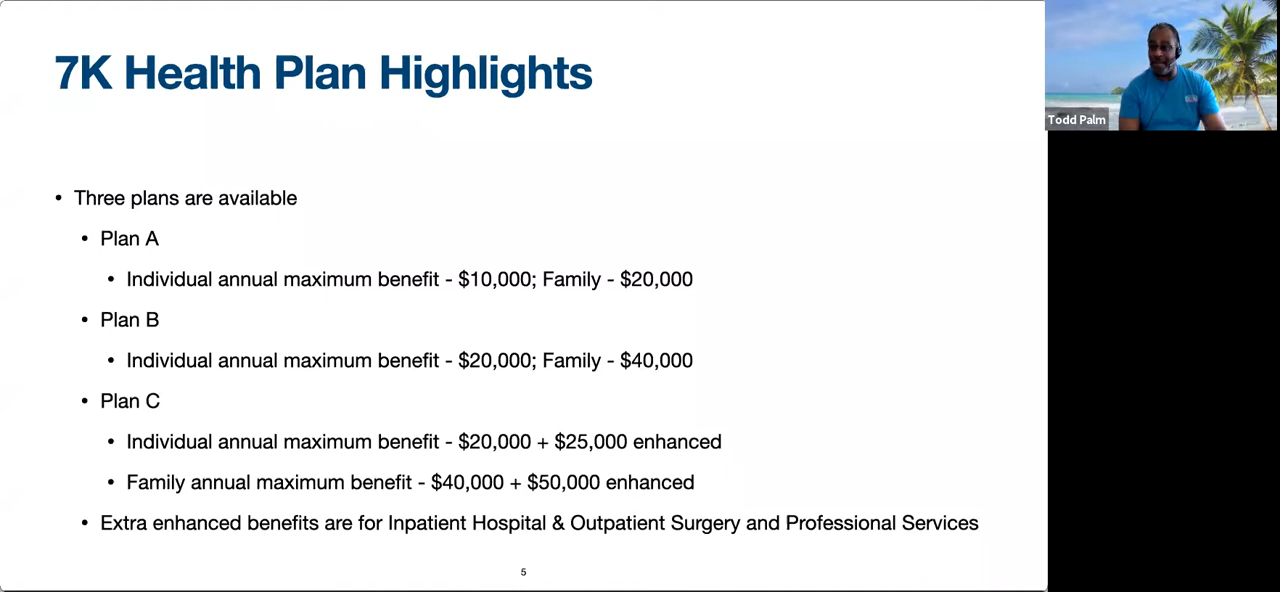 7K Health Plan Highlights
• Three plans are available
• Plan A
• Individual annual maximum benefit - $10,000; Family - $20,000
• Plan B
• Individual annual maximum benefit - $20,000; Family - $40,000
• Plan C
• Individual annual maximum benefit - $20,000 + $25,000 enhanced
• Family annual maximum benefit - $40,000 + $50,000 enhanced
• Extra enhanced benefits are for Inpatient Hospital & Outpatient Surgery and Professional Services
5
Todd Palm